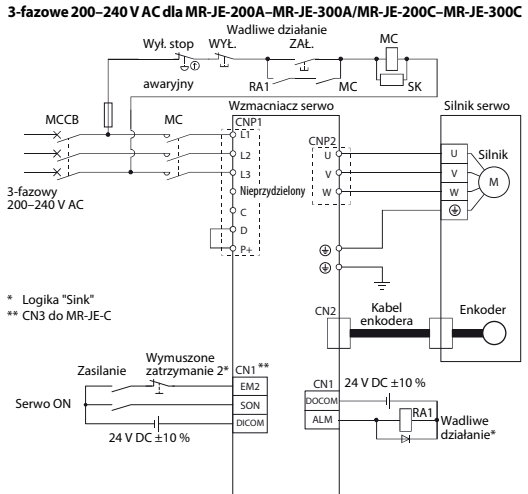 3-fazowe 200–240 V AC dla MR-JE-200A–MR-JE-300A/MR-JE-200C–MR-JE-300C
Wadliwe działanie
Wył. stop
WYŁ.
ZAŁ.
MC
awaryjny
RA1
MC
SK
MCCB
MC
Wzmacniacz serwo
Silnik serwo
CNP1
L1
L2
L3
Nieprzydzielony
C
D
P+
CNP2
U
V
W
U
V
W
Silnik
M
3-fazowy
200–240 V AC
* Logika "Sink"
** CN3 do MR-JE-C
CN2
Kabel
enkodera
Enkoder
Zasilanie
Wymuszone
zatrzymanie 2*
CN1**
EM2
SON
DICOM
Serwo ON
24 V DC ±10 %
CN1
24 V DC ±10 %
DOCOM
ALM
RA1
Wadliwe
działanie*